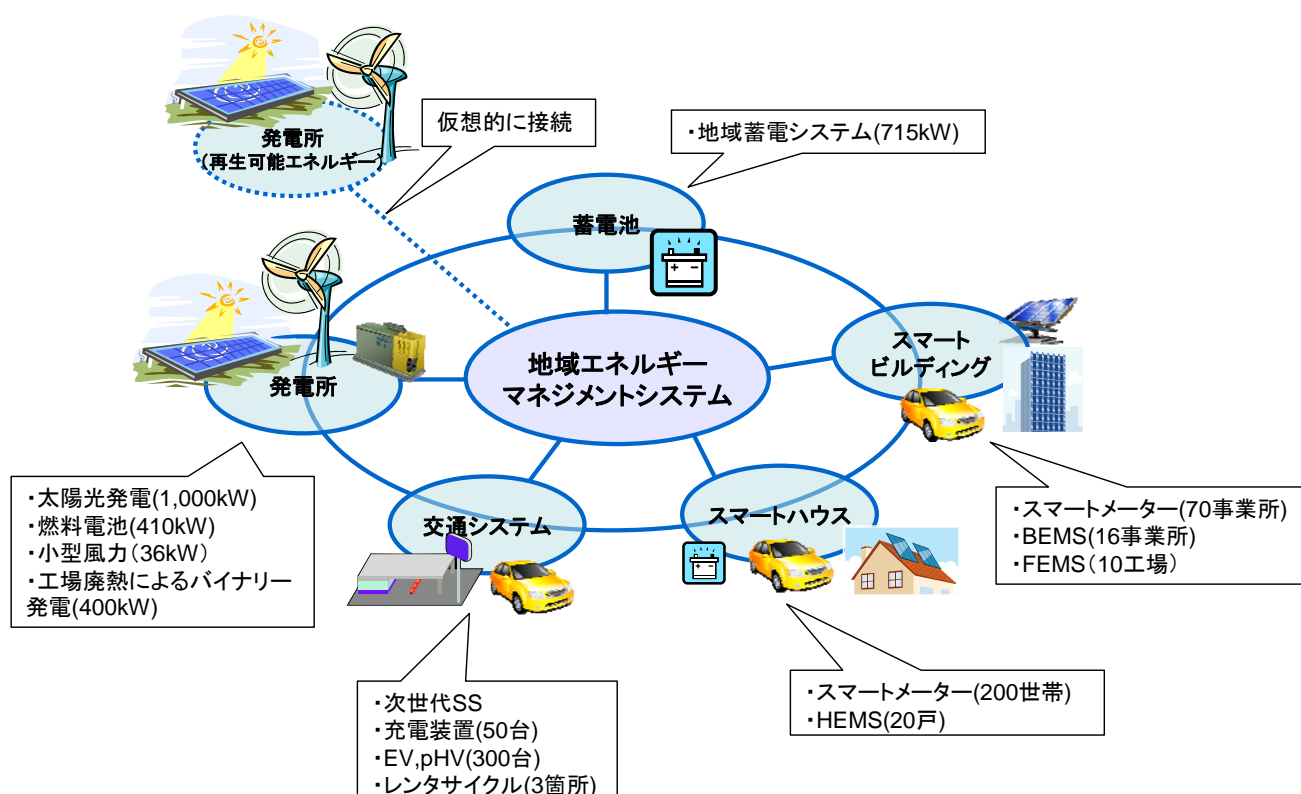 発電所
(再生可能エネルギー)
仮想的に接続
・地域蓄電システム(715kW)
蓄電池
発電所
地域エネルギー
マネジメントシステム
スマート
ビルディング
・太陽光発電(1,000kW)
・燃料電池(410kW)
・小型風力(36kW)
・工場廃熱によるバイナリー
発電(400kW)
交通システム
スマートハウス
・スマートメーター(70事業所)
・BEMS(16事業所)
・FEMS(10工場)
・次世代SS
・充電装置(50台)
・EV,pHV(300台)
・レンタサイクル(3箇所)
・スマートメーター(200世帯)
・HEMS(20戸)